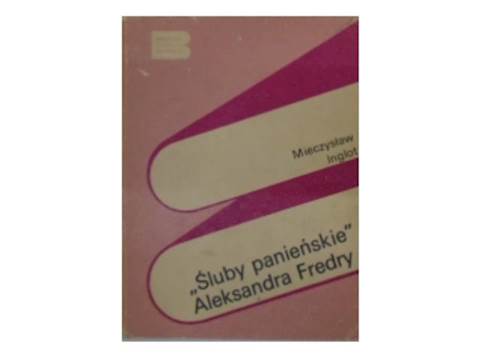 Mieczysław
Inglot
„Śluby panieńskie”
Aleksandra Fredry